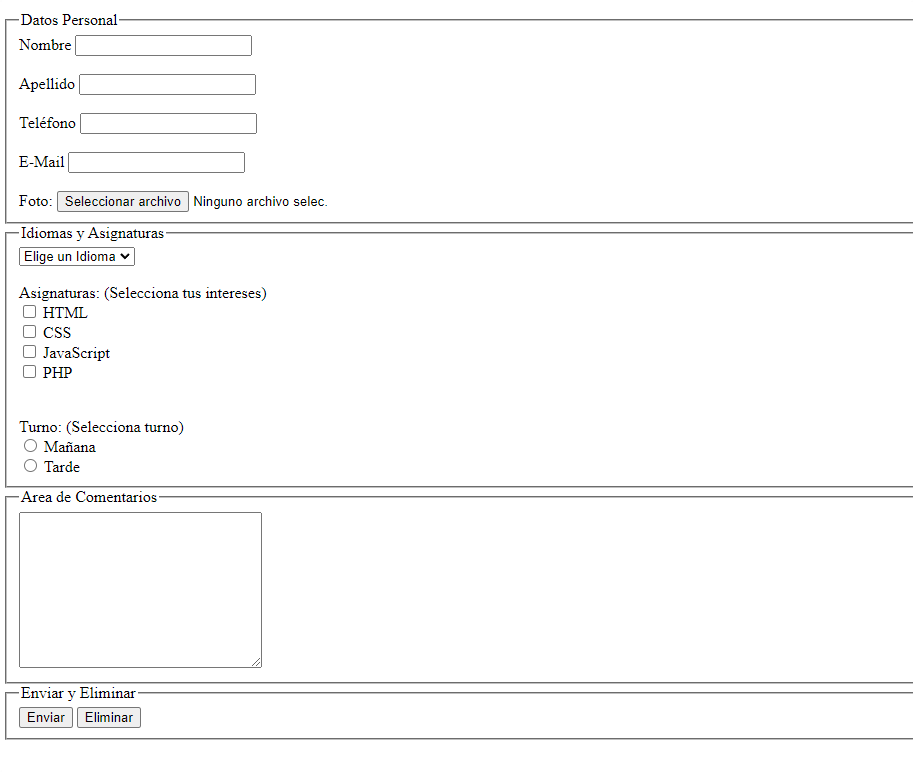 Datos Personal
Nombre
Apellido
Teléfono
E-Mail
Foto: Seleccionar archivo Ninguno archivo selec.
Idiomas y Asignaturas
Elige un Idioma
Asignaturas: (Selecciona tus intereses)
HTML
CSS
JavaScript
PHP
Turno: (Selecciona turno)
Mañana
Tarde
Area de Comentarios
Enviar y Eliminar
Enviar Eliminar